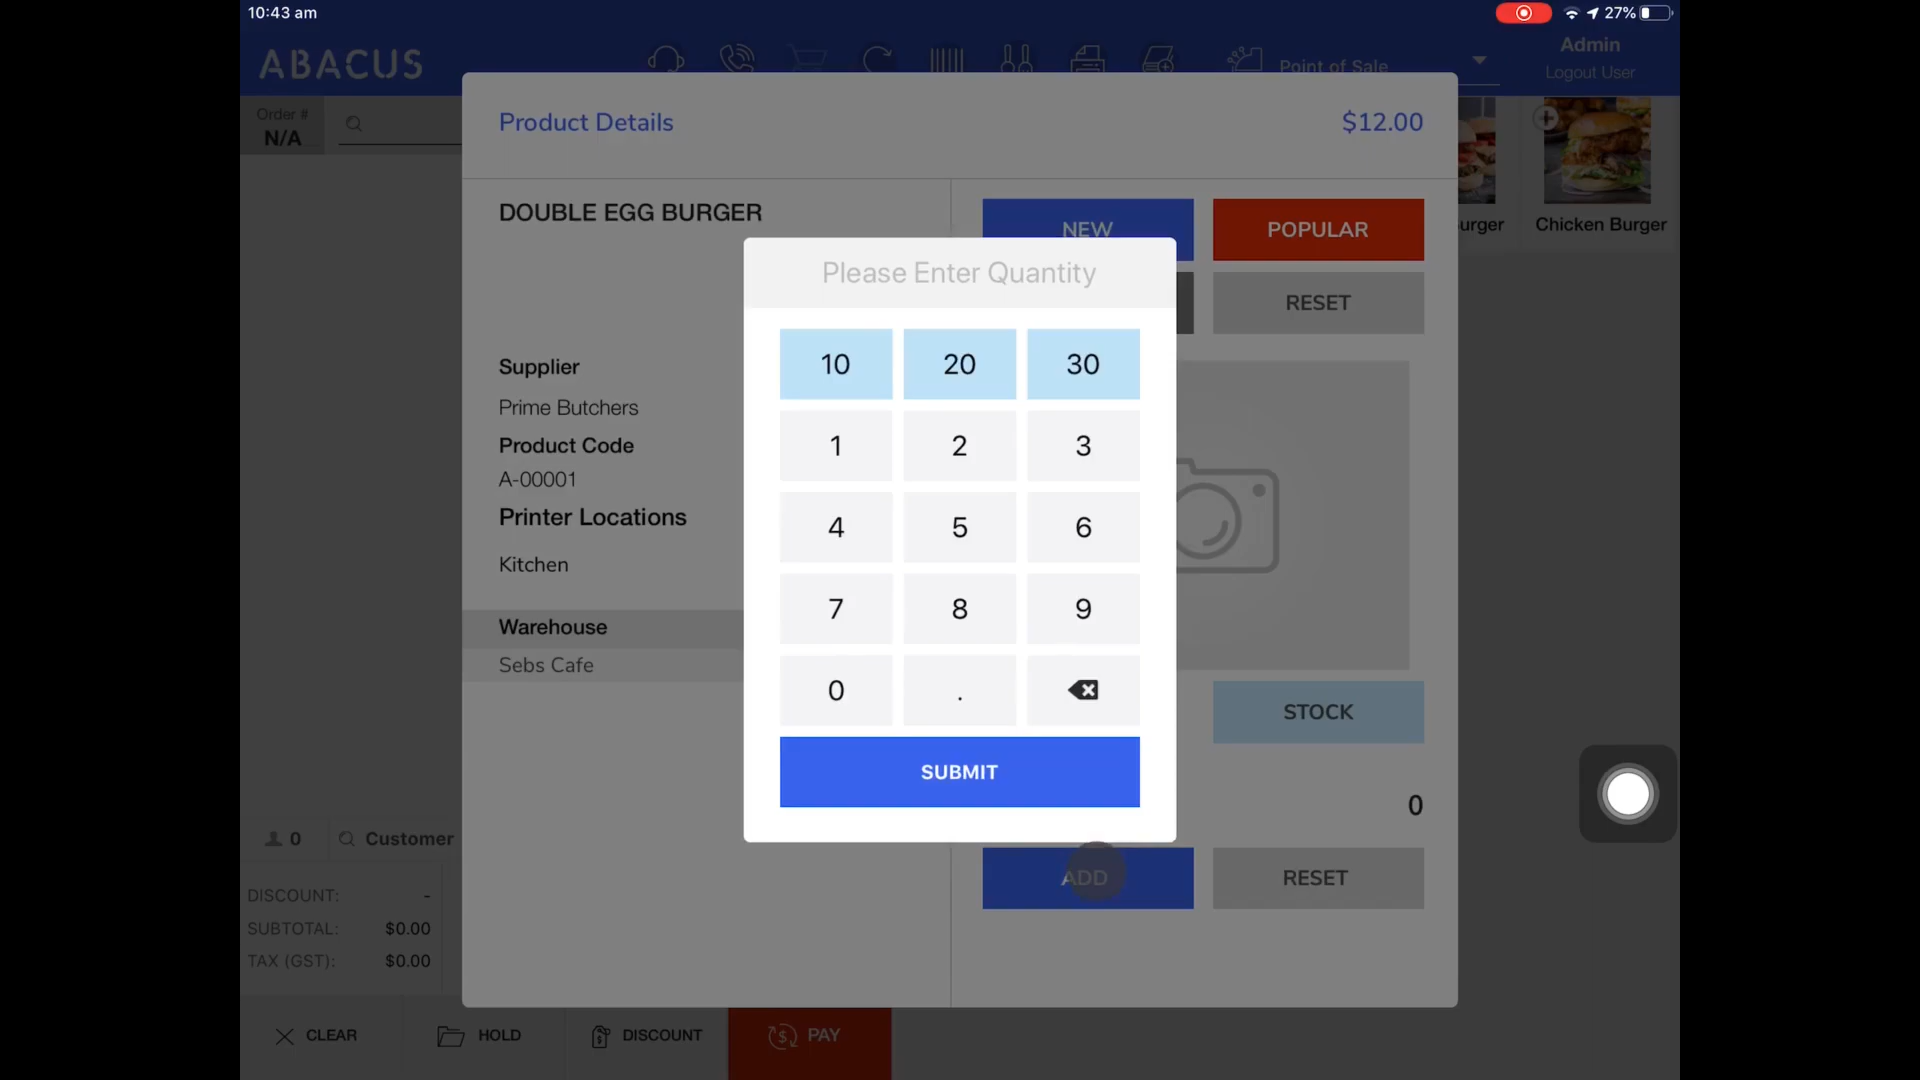 10:43 am
27%
ABACUS
Point of Sale
Admin
Logout User
Order #
N/A
Product Details
$12.00
DOUBLE EGG BURGER
NEW
POPULAR
RESET
urger
Chicken Burger
Please Enter Quantity
10 20 30
1 2 3
4 5 6
7 8 9
0 .
SUBMIT
Supplier
Prime Butchers
Product Code
A-00001
Printer Locations
Kitchen
Warehouse
Sebs Cafe
STOCK
0
ADD
RESET
0
Customer
DISCOUNT: -
SUBTOTAL: $0.00
TAX (GST): $0.00
CLEAR
HOLD
DISCOUNT
PAY